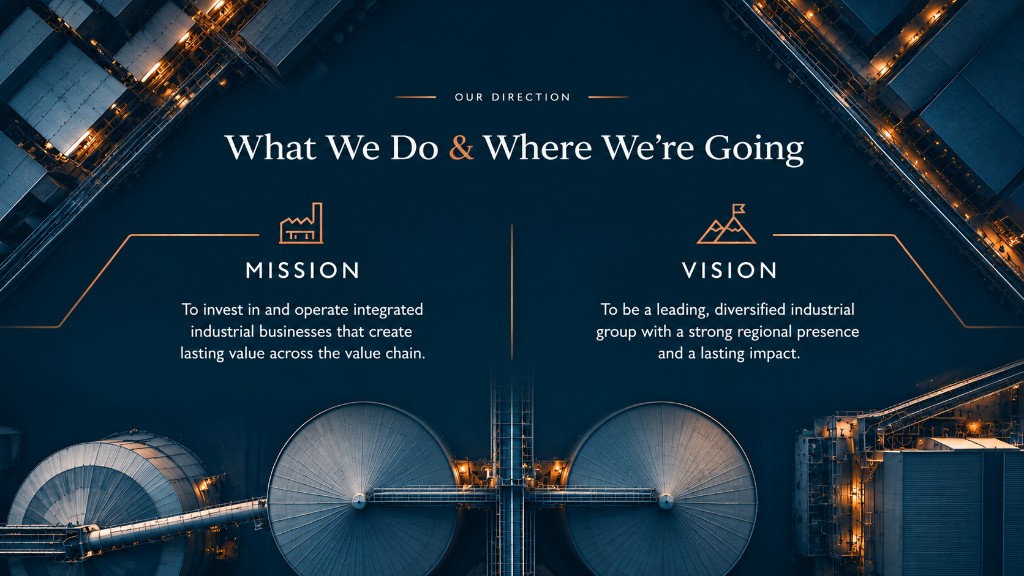 OUR DIRECTION
What We Do & Where We’re Going
MISSION
To invest in and operate integrated
industrial businesses that create
lasting value across the value chain.
VISION
To be a leading, diversified industrial
group with a strong regional presence
and a lasting impact.